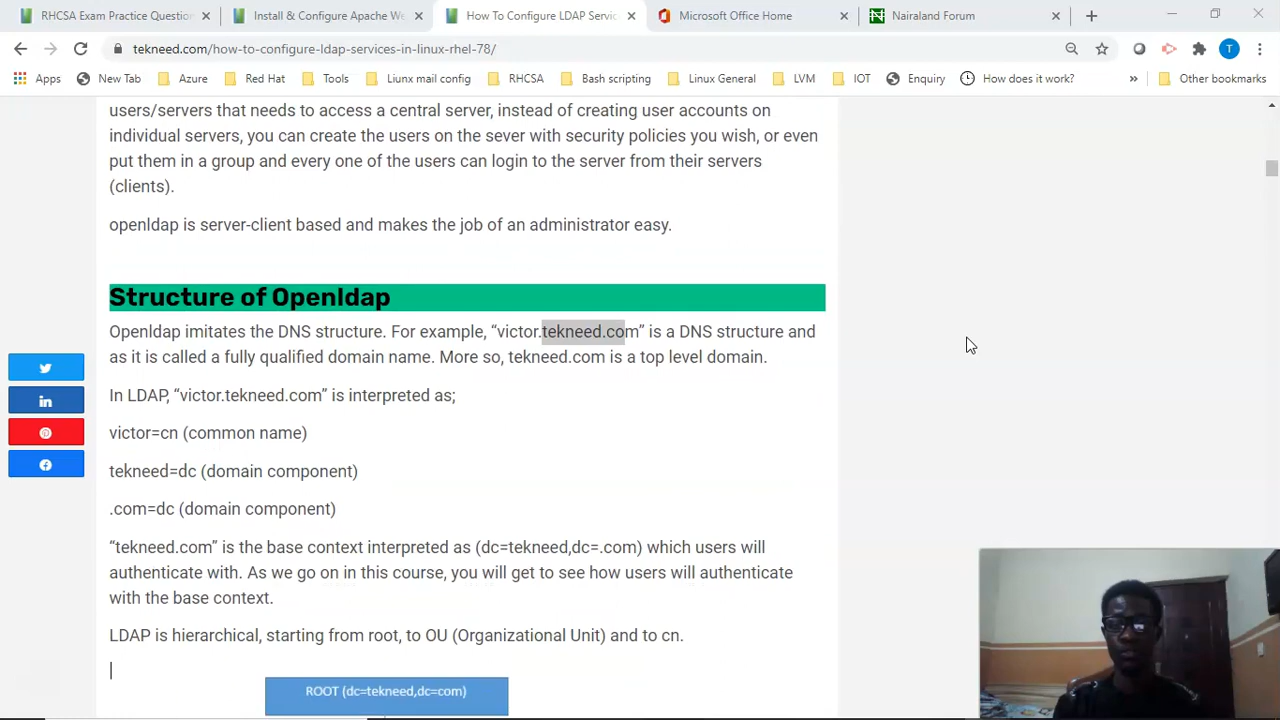 RHCSA Exam Practice Question
Install & Configure Apache We
How To Configure LDAP Servic
Microsoft Office Home
Nairaland Forum
tekneed.com/how-to-configure-ldap-services-in-linux-rhel-78/
T
Apps
New Tab
Azure
Red Hat
Tools
Liunx mail config
RHCSA
Bash scripting
Linux General
LVM
IOT
Enquiry
How does it work?
»
Other bookmarks
users/servers that needs to access a central server, instead of creating user accounts on
individual servers, you can create the users on the sever with security policies you wish, or even
put them in a group and every one of the users can login to the server from their servers
(clients).
openldap is server-client based and makes the job of an administrator easy.
Structure of Openldap
Openldap imitates the DNS structure. For example, “victor.tekneed.com” is a DNS structure and
as it is called a fully qualified domain name. More so, tekneed.com is a top level domain.
In LDAP, “victor.tekneed.com” is interpreted as;
victor=cn (common name)
tekneed=dc (domain component)
.com=dc (domain component)
“tekneed.com” is the base context interpreted as (dc=tekneed,dc=.com) which users will
authenticate with. As we go on in this course, you will get to see how users will authenticate
with the base context.
LDAP is hierarchical, starting from root, to OU (Organizational Unit) and to cn.
ROOT (dc=tekneed,dc=com)